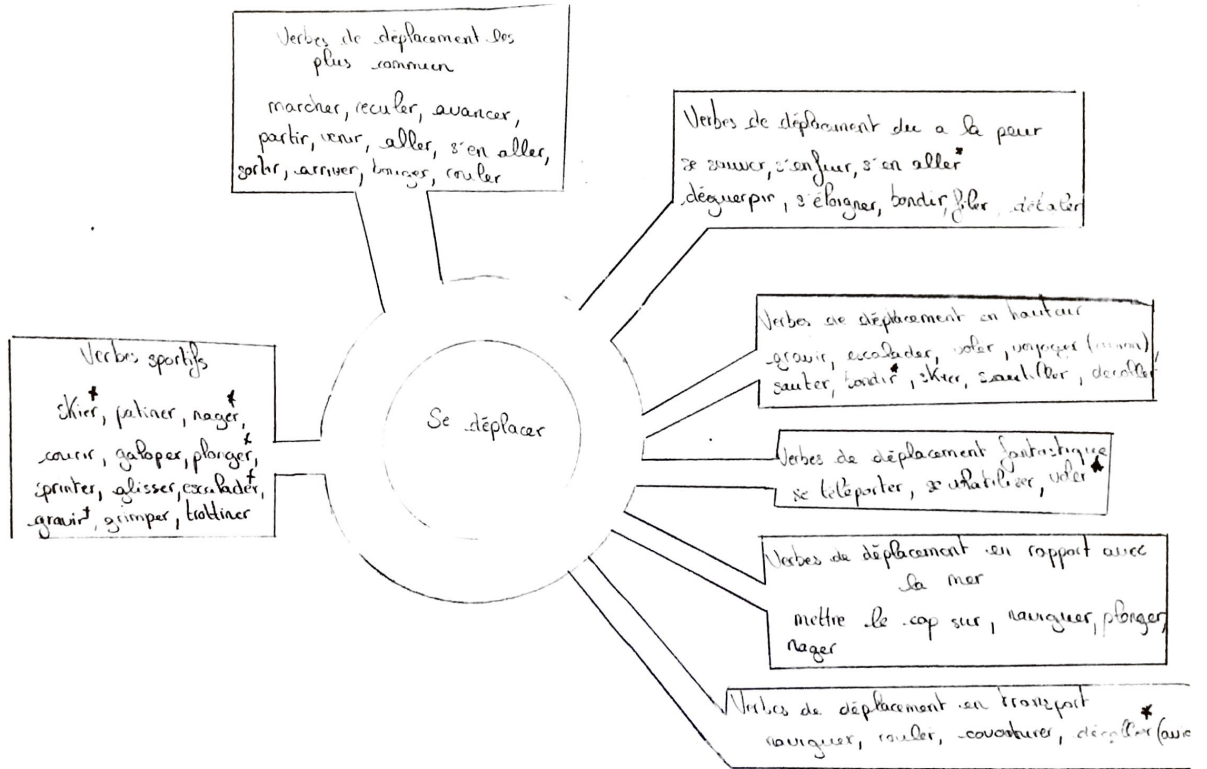 Verbes de déplacement les
plus commun
marcher, reculer, avancer,
partir, venir, aller, s'en aller,
sortir, arriver, bouger, rouler
Verbes de déplacement du a la peur
se sauver, s'enfuir, s'en aller*
déguerpir, s'éloigner, bondir, filer, détaler
Verbes de déplacement en hauteur
gravir, escalader, voler, voyager
sauter, bondir*, skier, sautiller, décoller
Verbes sportifs
skier*, patiner, nager*,
courir, galoper, plonger*,
sprinter, glisser, escalader*,
gravir*, grimper, trottiner
Se déplacer
Verbes de déplacement fantastique
se téléporter, se volatiliser, voler*
Verbes de déplacement en rapport avec
la mer
mettre le cap sur, naviguer, plonger,
nager
Verbes de déplacement en transport
naviguer, rouler, covoiturer, décoller*